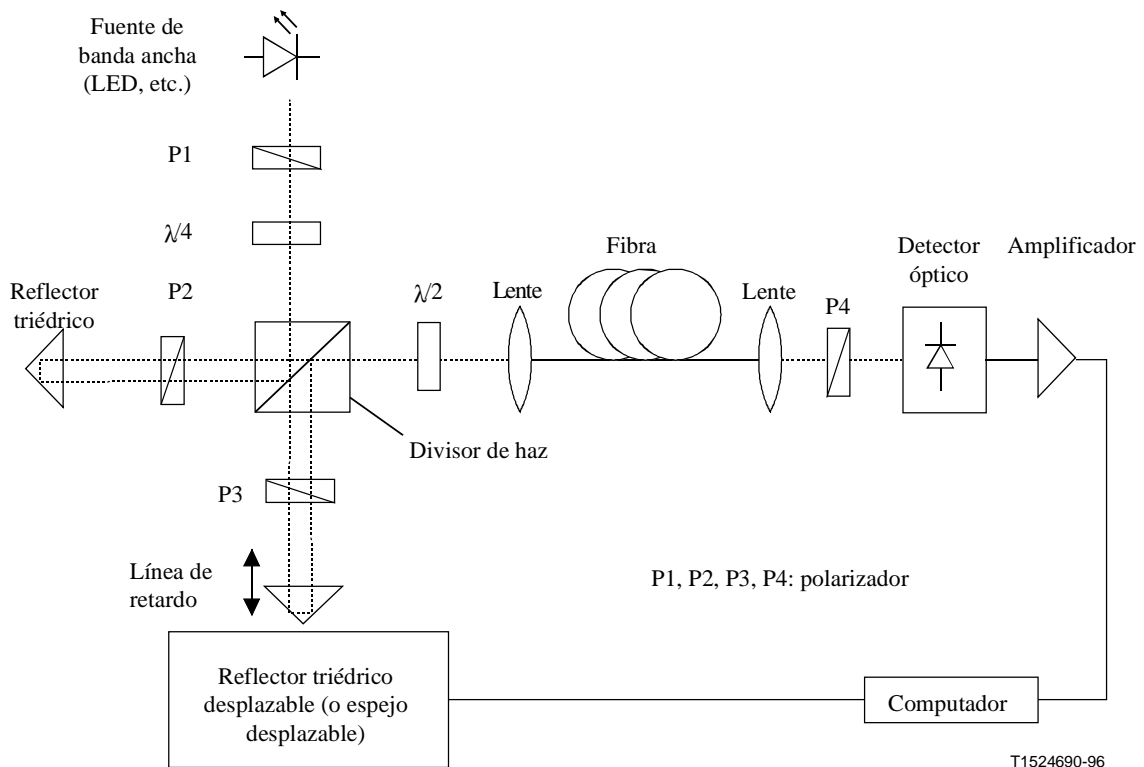 Fuente de
banda ancha
(LED, etc.)
P1
λ/4
Fibra
Detector
óptico
Amplificador
Reflector
triédrico
P2
λ/2
Lente
Lente
P4
Divisor de haz
P3
Línea de
retardo
P1, P2, P3, P4: polarizador
Reflector triédrico
desplazable (o espejo
desplazable)
Computador
T1524690-96